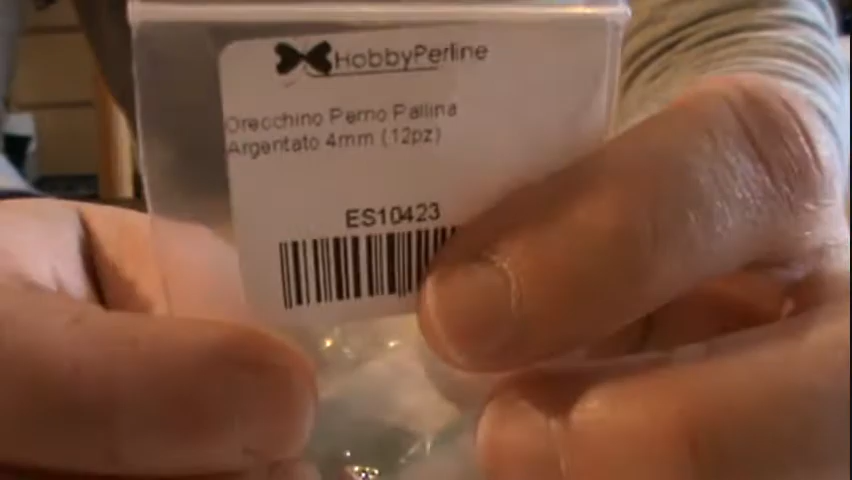 HobbyPerline
Orecchino Perno Pallina
Argentato 4mm (12pz)
ES10423